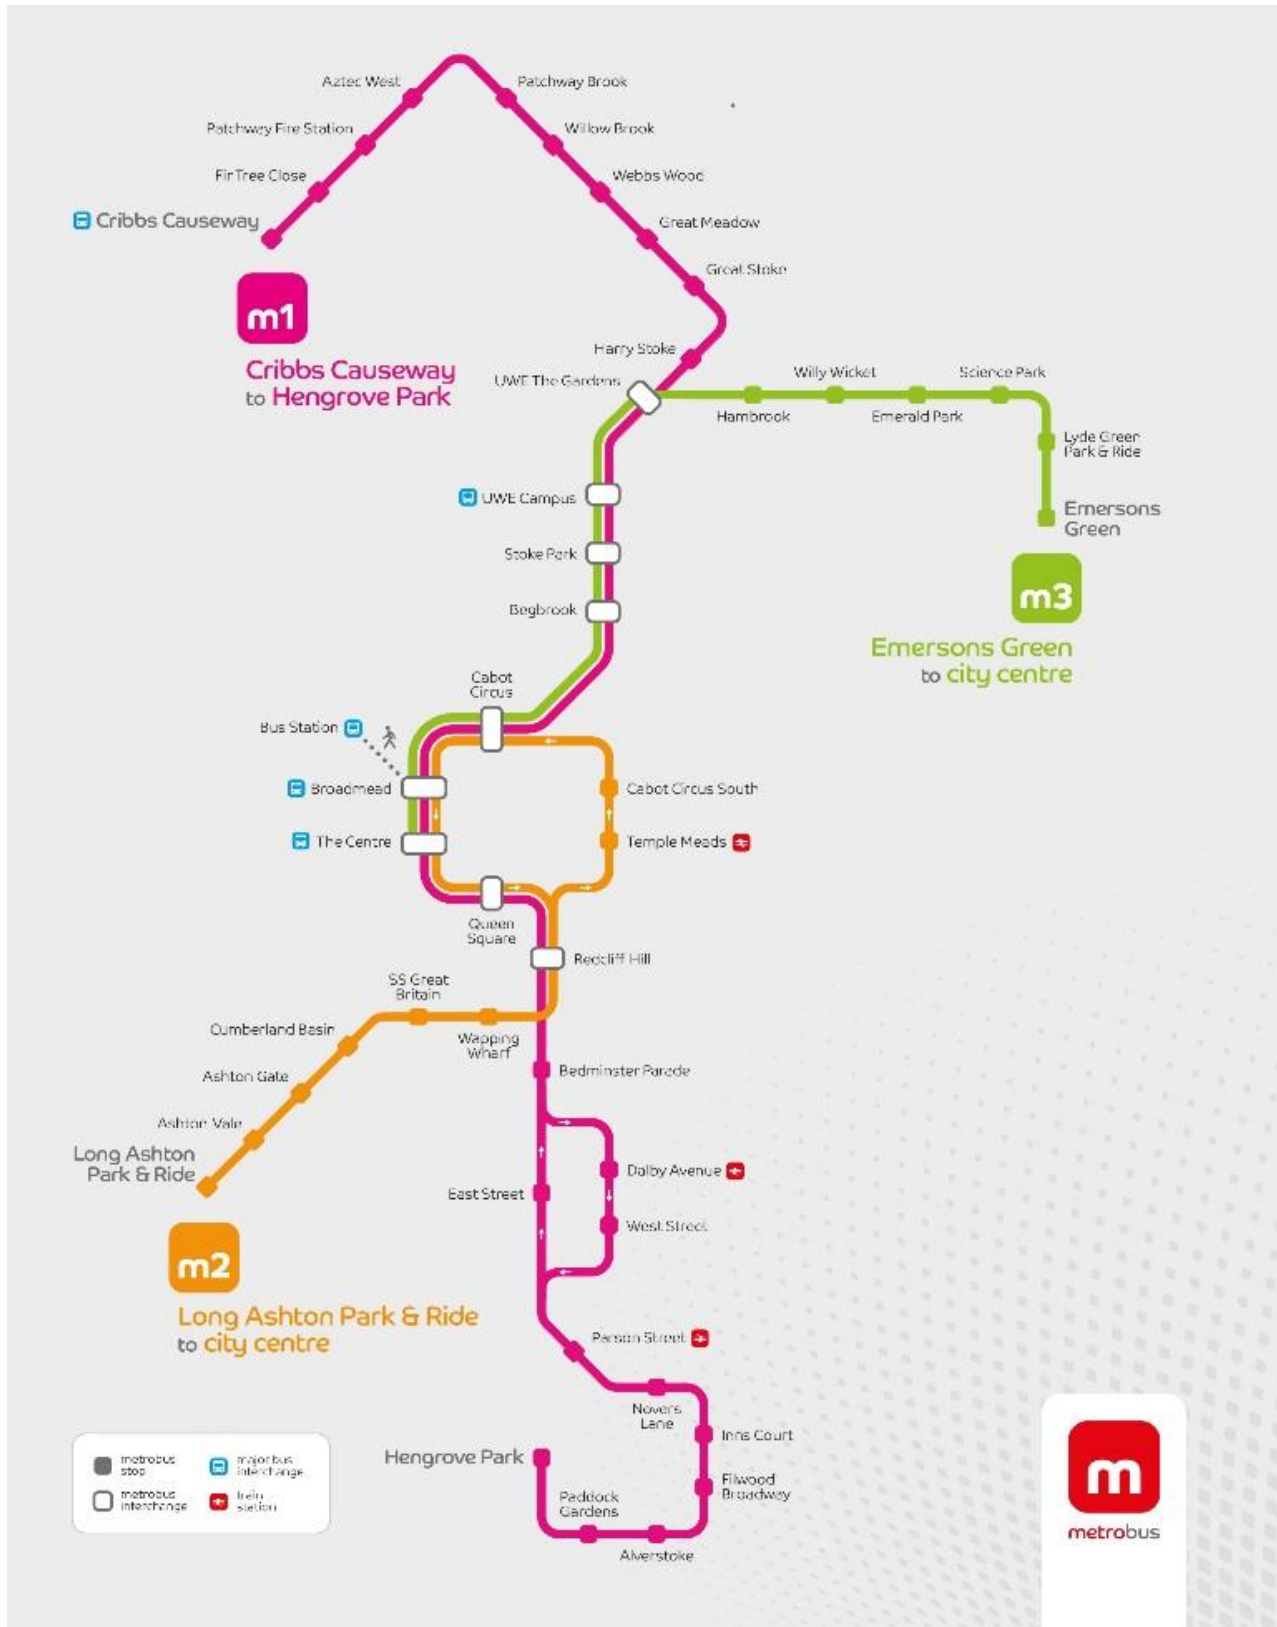 Aztec West
Patchway Brook
Patchway Fire Station
Willow Brook
Fir Tree Close
Webbs Wood
Cribbs Causeway
Great Meadow
Great Stoke
m1
Cribbs Causeway
to Hengrove Park
Harry Stoke
UWE The Gardens
Willy Wicket
Science Park
Hambrook
Emerald Park
Lyde Green
Park & Ride
Emersons
Green
UWE Campus
Stoke Park
Begbrook
m3
Emersons Green
to city centre
Cabot
Circus
Bus Station
Broadmead
Cabot Circus South
The Centre
Temple Meads
Queen
Square
Redcliff Hill
SS Great
Britain
Cumberland Basin
Wapping
Wharf
Ashton Gate
Bedminster Parade
Ashton Vale
Long Ashton
Park & Ride
Dalby Avenue
East Street
West Street
m2
Long Ashton Park & Ride
to city centre
Parson Street
Novers
Lane
Inns Court
Hengrove Park
Filwood
Broadway
Paddock
Gardens
Alverstoke
metrobus
stop
major bus
interchange
metrobus
interchange
train
station
m
metrobus